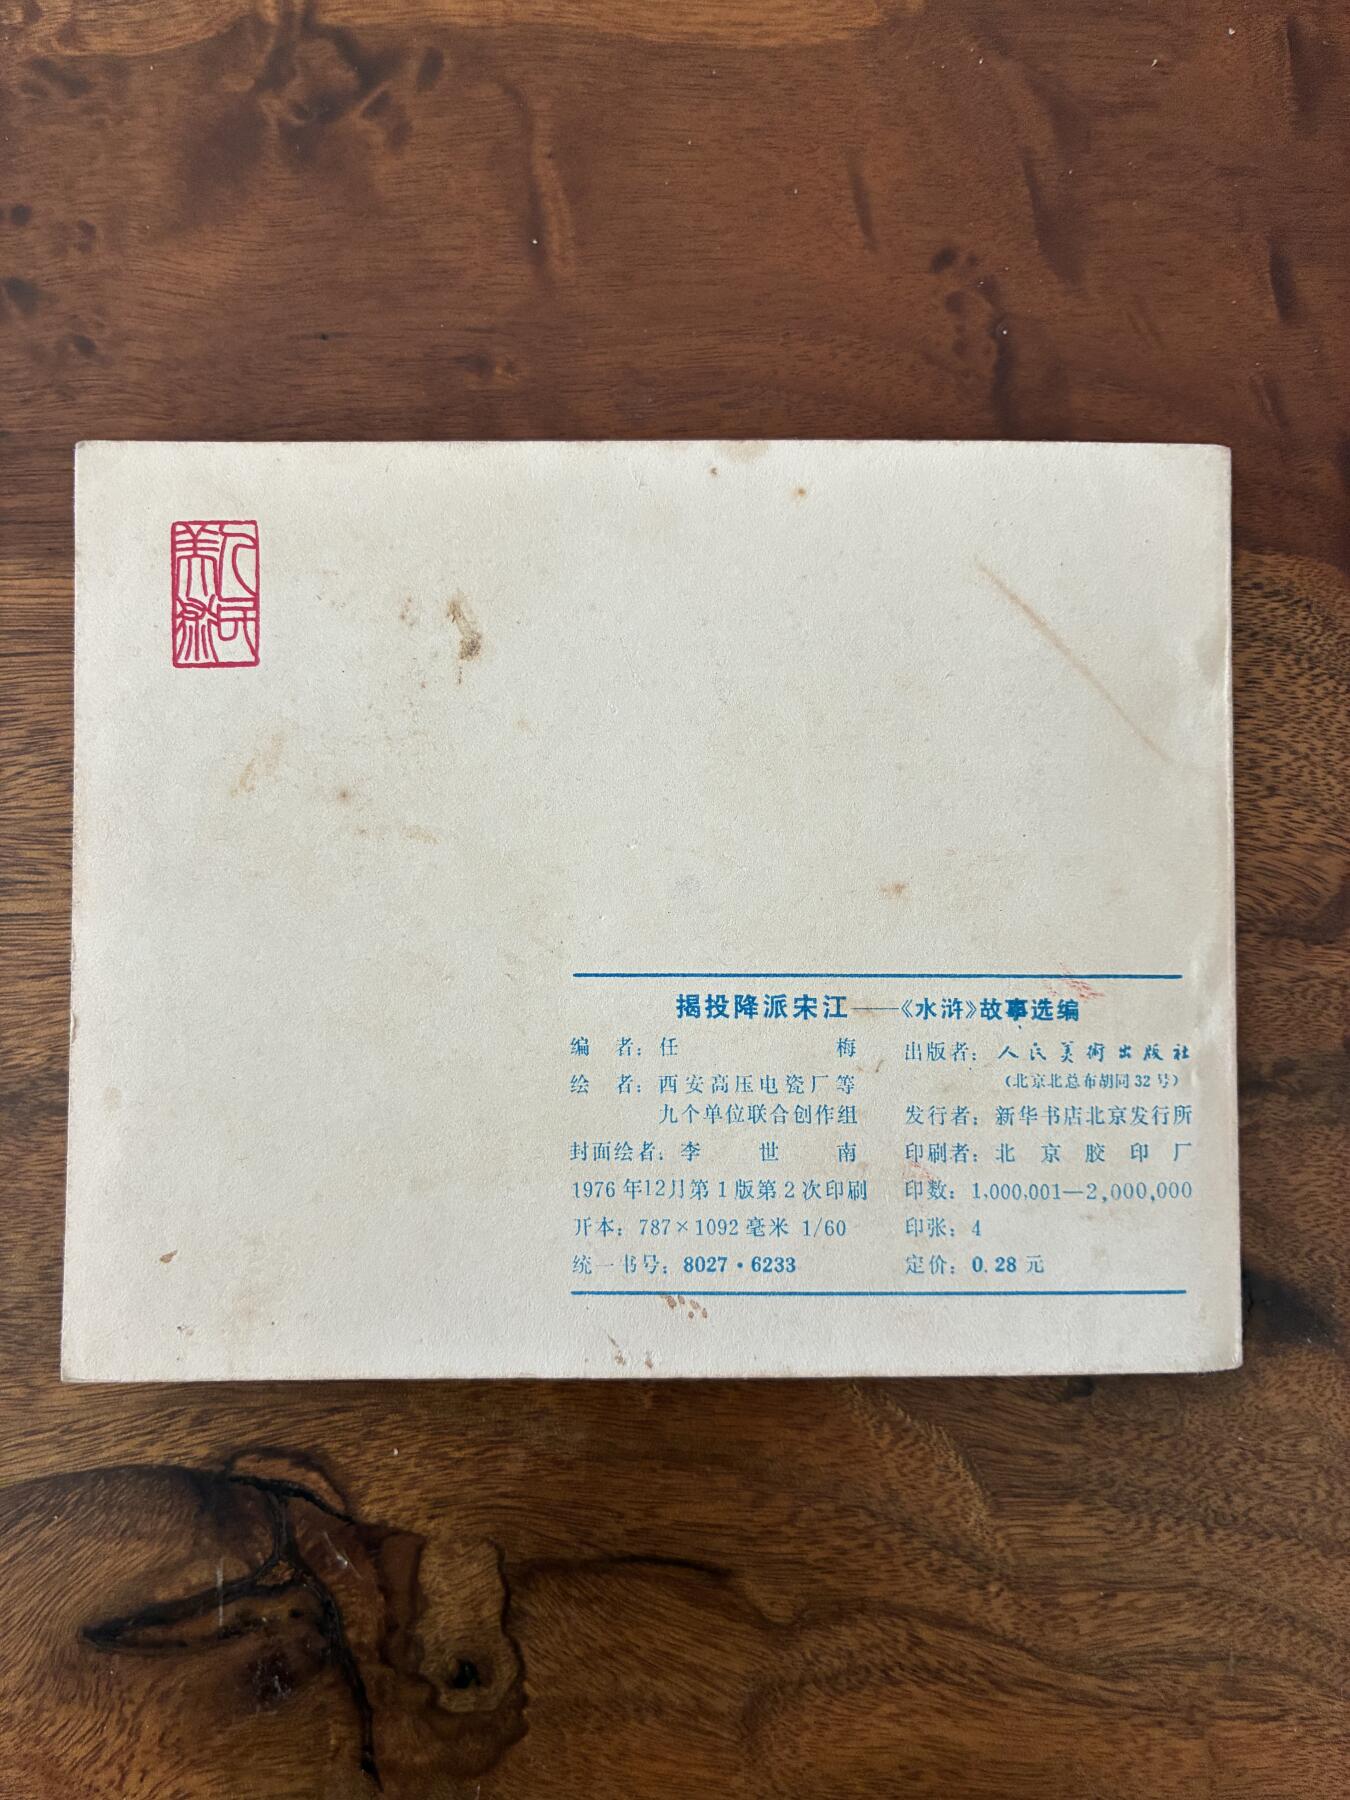 人民
美術
揭投降派宋江——《水浒》故事选编
编 者：任 梅
绘 者：西安高压电瓷厂等
九个单位联合创作组
封面绘者：李 世 南
1976年12月第1版第2次印刷
开本：787×1092毫米 1/60
统一书号：8027·6233
出版者：人民美術出版社
（北京北总布胡同32号）
发行者：新华书店北京发行所
印刷者：北京胶印厂
印数：1,000,001—2,000,000
印张：4
定价：0.28元